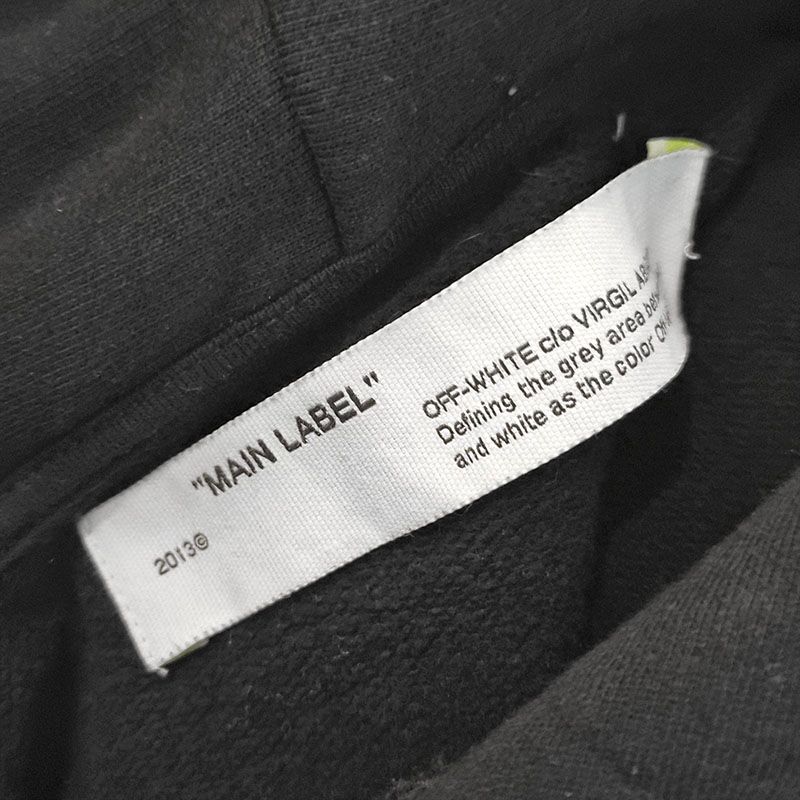 "MAIN LABEL"
2013©
OFF-WHITE c/o VIRGIL
Defining the grey area
and white as the color